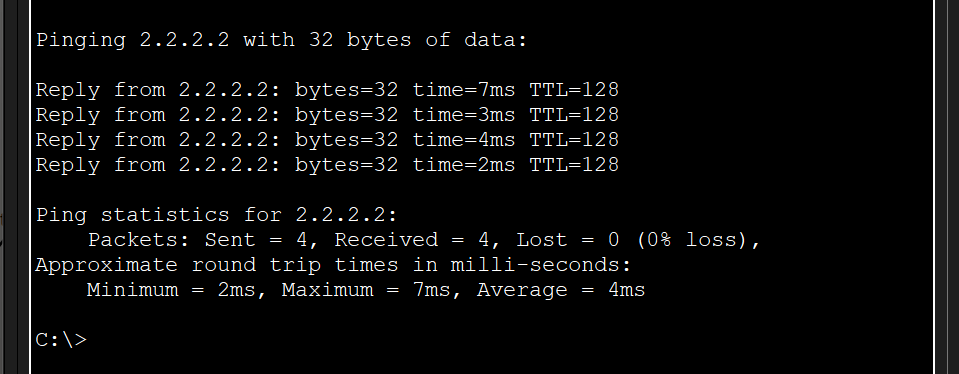 Pinging 2.2.2.2 with 32 bytes of data:
Reply from 2.2.2.2: bytes=32 time=7ms TTL=128
Reply from 2.2.2.2: bytes=32 time=3ms TTL=128
Reply from 2.2.2.2: bytes=32 time=4ms TTL=128
Reply from 2.2.2.2: bytes=32 time=2ms TTL=128
Ping statistics for 2.2.2.2:
Packets: Sent = 4, Received = 4, Lost = 0 (0% loss),
Approximate round trip times in milli-seconds:
Minimum = 2ms, Maximum = 7ms, Average = 4ms
C:\>